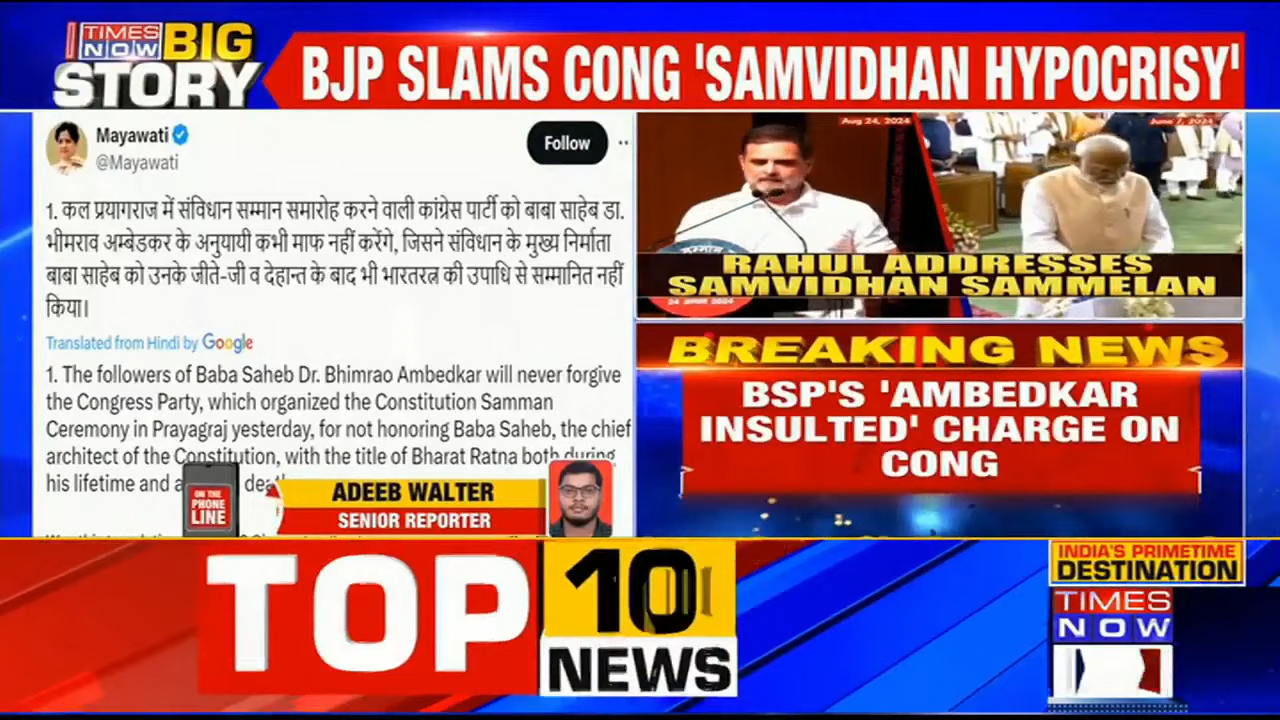 TIMES
NOW
BIG
STORY
BJP SLAMS CONG 'SAMVIDHAN HYPOCRISY'
Mayawati
@Mayawati
Follow
1. कल प्रयागराज में संविधान सम्मान समारोह करने वाली कांग्रेस पार्टी को बाबा साहेब डा.
भीमराव अम्बेडकर के अनुयायी कभी माफ नहीं करेंगे, जिसने संविधान के मुख्य निर्माता
बाबा साहेब को उनके जीते-जी व देहान्त के बाद भी भारतरत्न की उपाधि से सम्मानित नहीं
किया।
Translated from Hindi by Google
1. The followers of Baba Saheb Dr. Bhimrao Ambedkar will never forgive
the Congress Party, which organized the Constitution Samman
Ceremony in Prayagraj yesterday, for not honoring Baba Saheb, the chief
architect of the Constitution, with the title of Bharat Ratna both during
his lifetime and
ON THE
PHONE
LINE
ADEEB WALTER
SENIOR REPORTER
Aug 24, 2024
June 7, 2024
RAHUL ADDRESSES
SAMVIDHAN SAMMELAN
BREAKING NEWS
BSP'S 'AMBEDKAR
INSULTED' CHARGE ON
CONG
TOP
10
NEWS
INDIA'S PRIMETIME
DESTINATION
TIMES
NOW